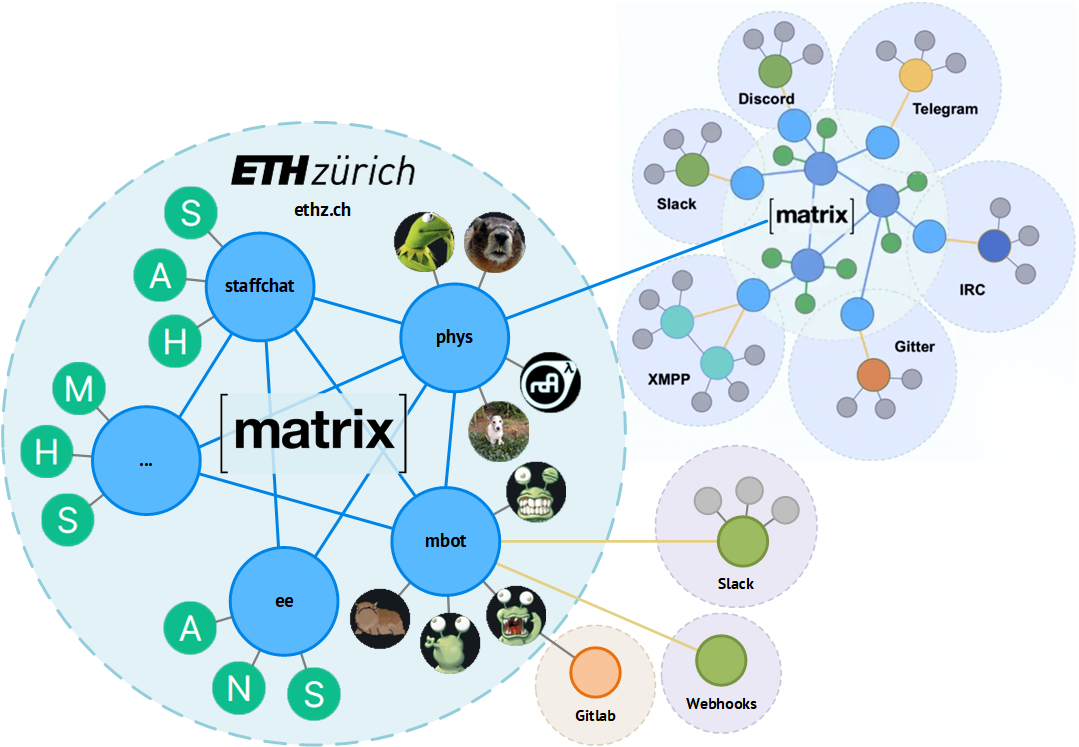 ETH zürich
ethz.ch
S
A
H
staffchat
phys
M
H
S
...
[matrix]
mbot
ee
A
N
S
Discord
Telegram
Slack
[matrix]
IRC
XMPP
Gitter
Slack
Webhooks
Gitlab